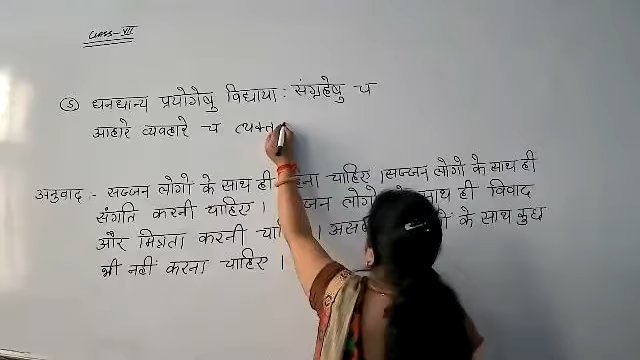 Class-VII
(5) धनधान्य प्रयोगेषु विद्याया: संग्रहेषु च
आहारे व्यवहारे च त्यक्त
अनुवाद :- सज्जन लोगो के साथ ही चाहिए ।सज्जन लोगो के साथ ही
संगति करनी चाहिए । लोगो साथ ही विवाद
और मित्रता करनी । के साथ कुछ
भी नहीं करना चाहिए ।